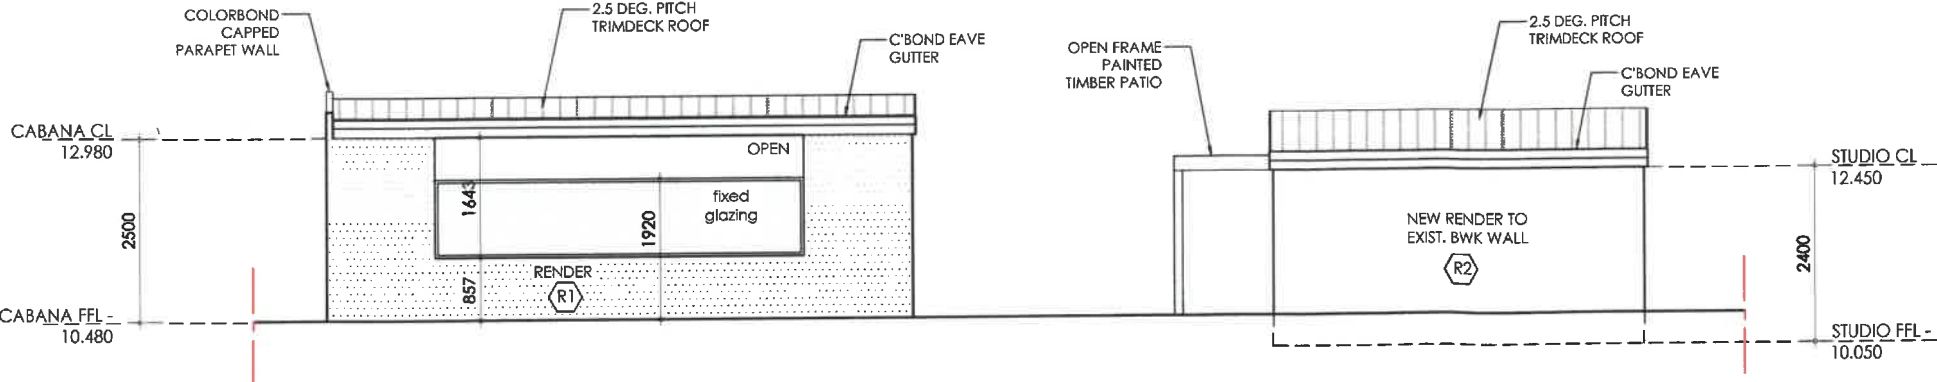 COLORBOND
CAPPED
PARAPET WALL
2.5 DEG. PITCH
TRIMDECK ROOF
C'BOND EAVE
GUTTER
OPEN FRAME
PAINTED
TIMBER PATIO
2.5 DEG. PITCH
TRIMDECK ROOF
C'BOND EAVE
GUTTER
CABANA CL
12.980
2500
CABANA FFL -
10.480
OPEN
fixed
glazing
1643
1920
857
RENDER
R1
NEW RENDER TO
EXIST. BWK WALL
R2
STUDIO CL
12.450
2400
STUDIO FFL -
10.050